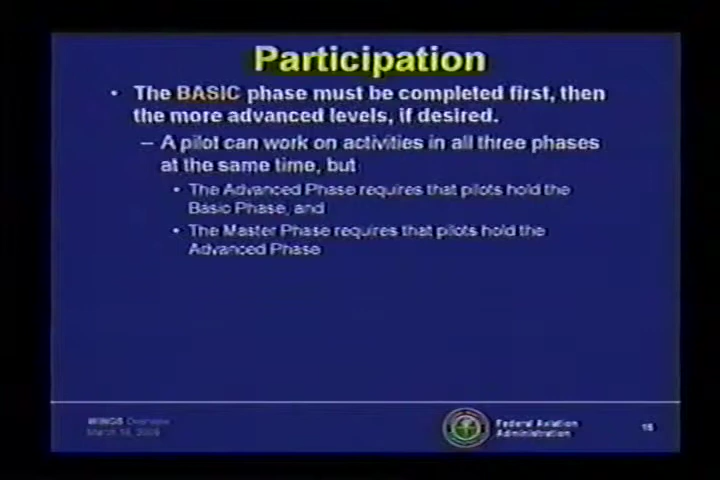 Participation
• The BASIC phase must be completed first, then
the more advanced levels, if desired.
– A pilot can work on activities in all three phases
at the same time, but
• The Advanced Phase requires that pilots hold the
Basic Phase, and
• The Master Phase requires that pilots hold the
Advanced Phase
WINGS Overview
Federal Aviation
Administration